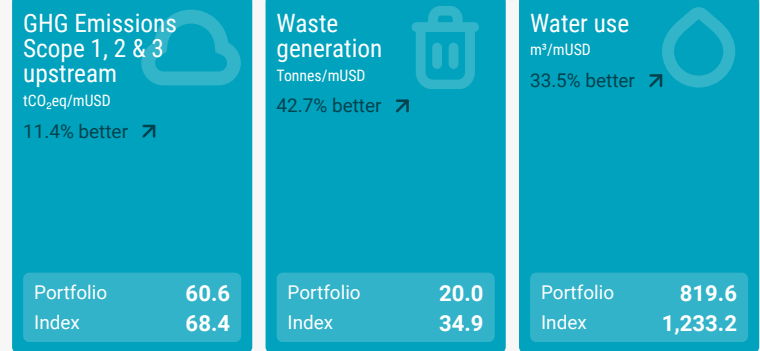 GHG Emissions
Scope 1, 2 & 3
upstream
tCO₂eq/mUSD
11.4% better
Portfolio 60.6
Index 68.4
Waste
generation
Tonnes/mUSD
42.7% better
Portfolio 20.0
Index 34.9
Water use
m³/mUSD
33.5% better
Portfolio 819.6
Index 1,233.2